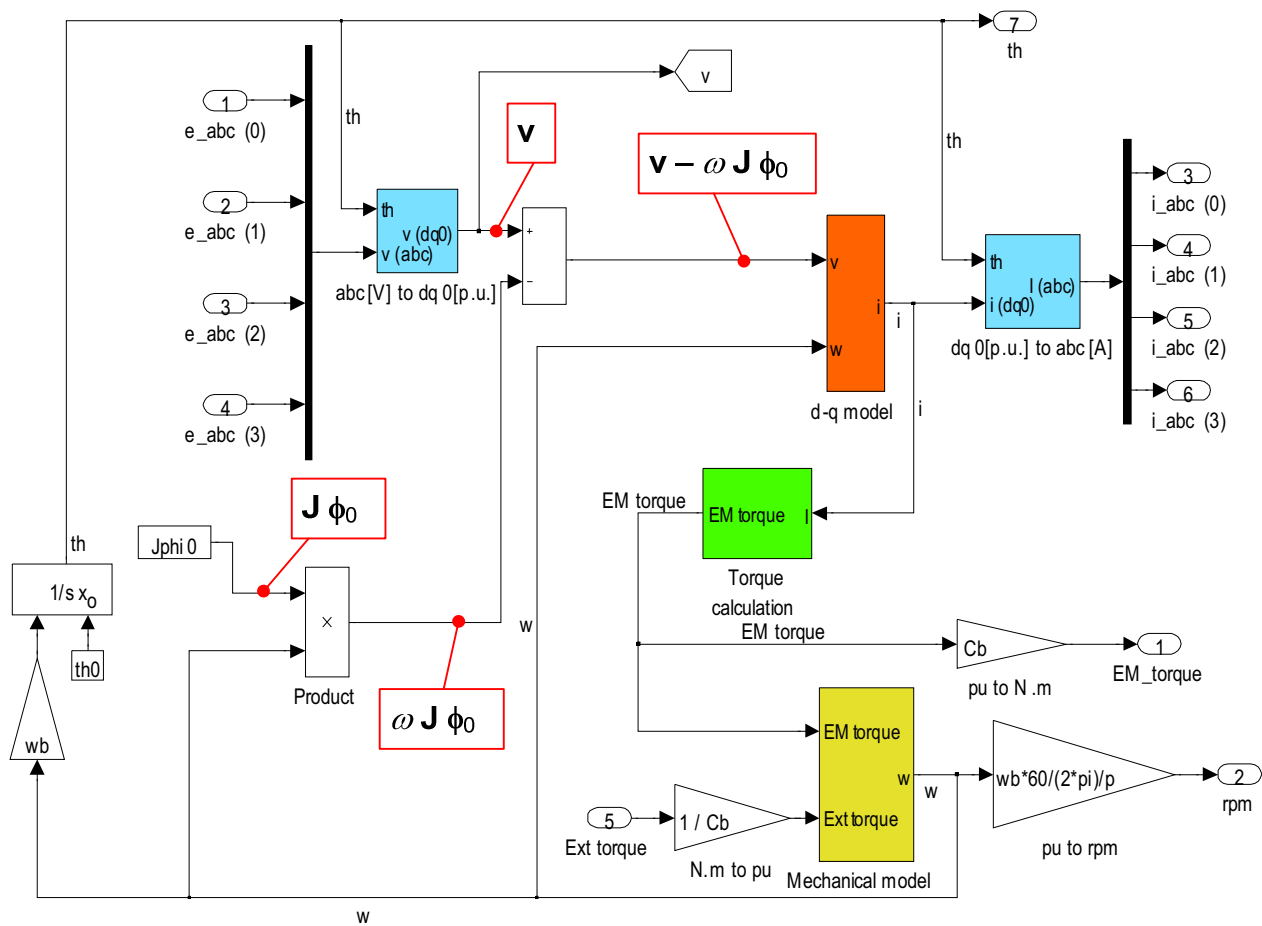 7
th
v
1
e_abc (0)
th
v
v − ω J ϕ0
th
3
i_abc (0)
2
e_abc (1)
th
v (dq0)
v (abc)
+
−
abc[V] to dq 0[p.u.]
v
i
w
d-q model
i
th
I (abc)
i (dq0)
dq 0[p.u.] to abc[A]
4
i_abc (1)
5
i_abc (2)
6
i_abc (3)
3
e_abc (2)
4
e_abc (3)
i
J ϕ0
EM torque
EM torque
I
Torque
calculation
th
Jphi 0
1/s xo
th0
wb
×
Product
w
ω J ϕ0
EM torque
Cb
pu to N .m
1
EM_torque
EM torque
w
Ext torque
Mechanical model
w
wb*60/(2*pi)/p
pu to rpm
2
rpm
5
Ext torque
1 / Cb
N.m to pu
w